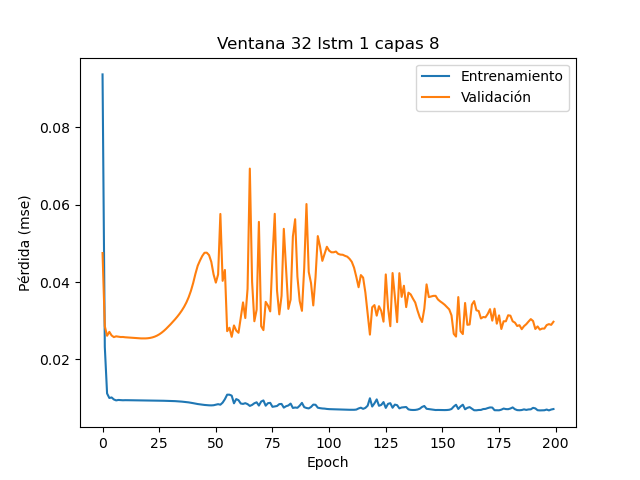 Ventana 32 lstm 1 capas 8
Entrenamiento
Validación
Pérdida (mse)
0.08
0.06
0.04
0.02
0 25 50 75 100 125 150 175 200
Epoch